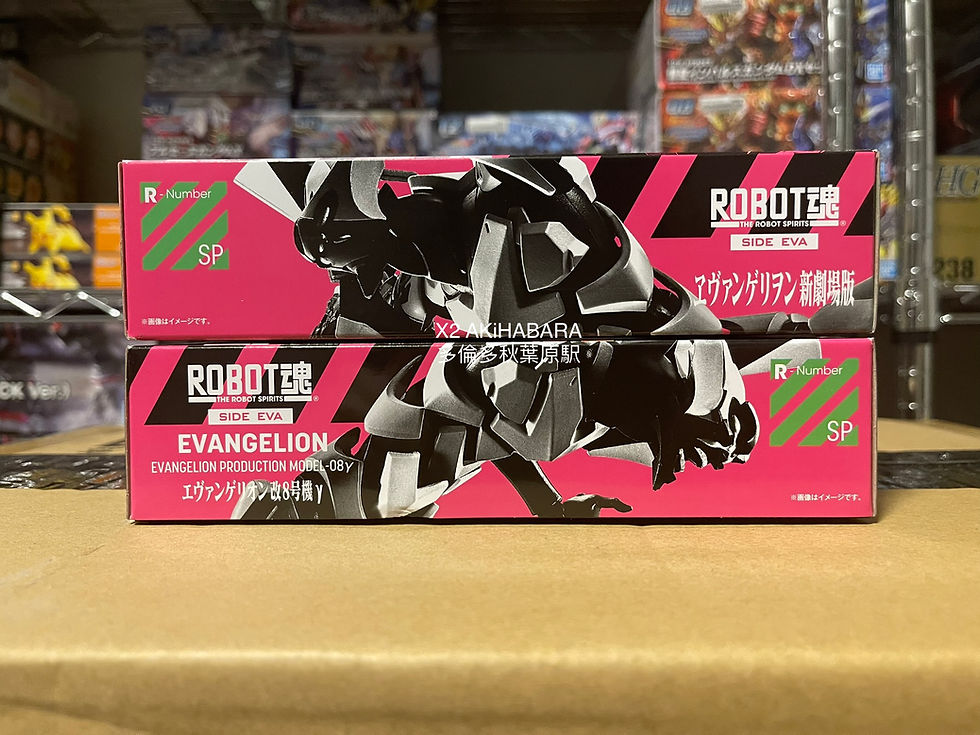 R-Number
SP
ROBOT魂
THE ROBOT SPIRITS
®
SIDE EVA
ヱヴァンゲリヲン 新劇場版
※画像はイメージです。
X2 AKiHABARA
多倫多秋葉原駅
ROBOT魂
THE ROBOT SPIRITS
®
SIDE EVA
EVANGELION
EVANGELION PRODUCTION MODEL-08γ
エヴァンゲリオン改8号機γ
R-Number
SP
※画像はイメージです。
OK Ver.)
HG
238